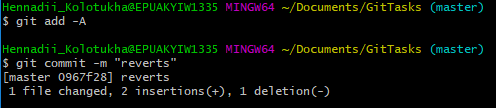 Hennadii_Kolotukha@EPUAKYIW1335 MINGW64 ~/Documents/GitTasks (master)
$ git add -A
Hennadii_Kolotukha@EPUAKYIW1335 MINGW64 ~/Documents/GitTasks (master)
$ git commit -m "reverts"
[master 0967f28] reverts
1 file changed, 2 insertions(+), 1 deletion(-)